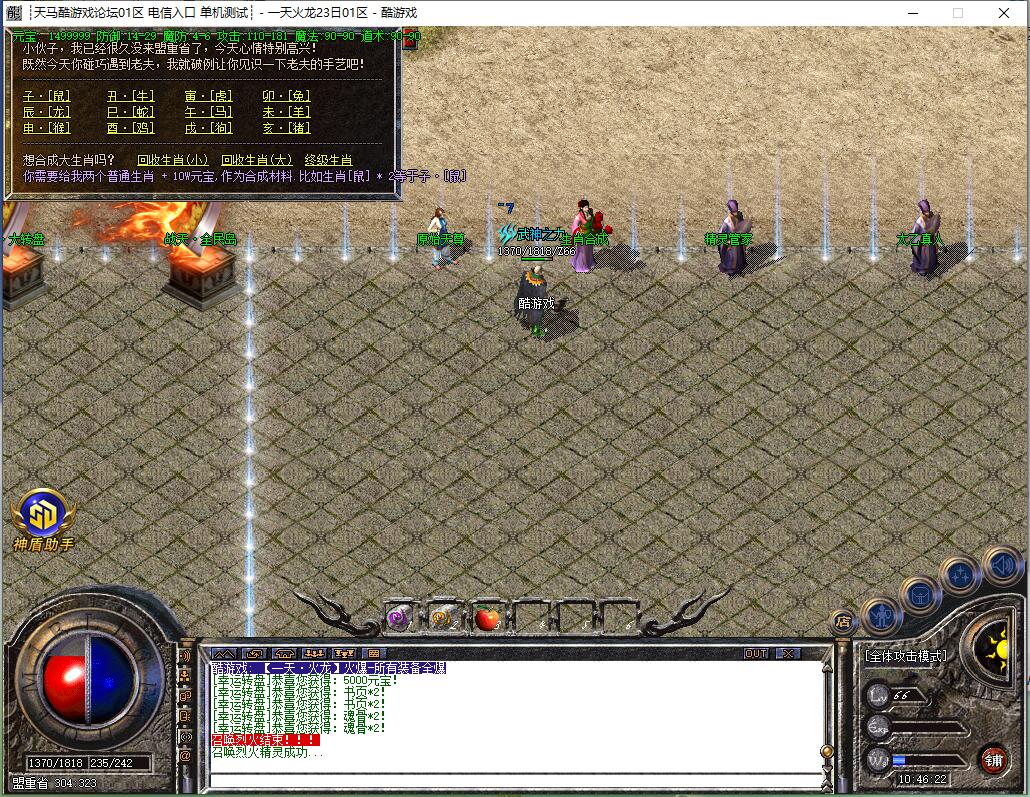 天马酷游戏论坛01区 电信入口 单机测试 - 一天火龙23日01区 - 酷游戏
元宝: 1499999 防御:14-29 魔防:4-6 攻击:110-181 魔法:90-90 道术:90-90
小伙子，我已经很久没来盟重省了，今天心情特别高兴！
既然今天你碰巧遇到老夫，我就破例让你见识一下老夫的手艺吧！
子·[鼠] 丑·[牛] 寅·[虎] 卯·[兔]
辰·[龙] 巳·[蛇] 午·[马] 未·[羊]
申·[猴] 酉·[鸡] 戌·[狗] 亥·[猪]
想合成大生肖吗？ 回收生肖(小) 回收生肖(大) 终级生肖
你需要给我两个普通生肖 + 10W元宝,作为合成材料.比如生肖[鼠] * 2等于子·[鼠]
-7
大转盘 战天·全民岛 原始天尊 武神之力 生肖合成 精灵管家 太乙真人
1370/1818/Z66
酷游戏
神盾助手
1 2 3 4 5 6
店
OUT
[全体攻击模式]
酷游戏: 【一天·火龙】火爆-所有装备全爆
[幸运转盘]恭喜您获得: 5000元宝!
[幸运转盘]恭喜您获得: 书页*2!
[幸运转盘]恭喜您获得: 书页*2!
[幸运转盘]恭喜您获得: 魂骨*2!
[幸运转盘]恭喜您获得: 魂骨*2!
召唤烈火结束!!!!
召唤烈火精灵成功...
Lv 66
Exp
W
铺
1370/1818 235/242
盟重省 304:323
10:46:22